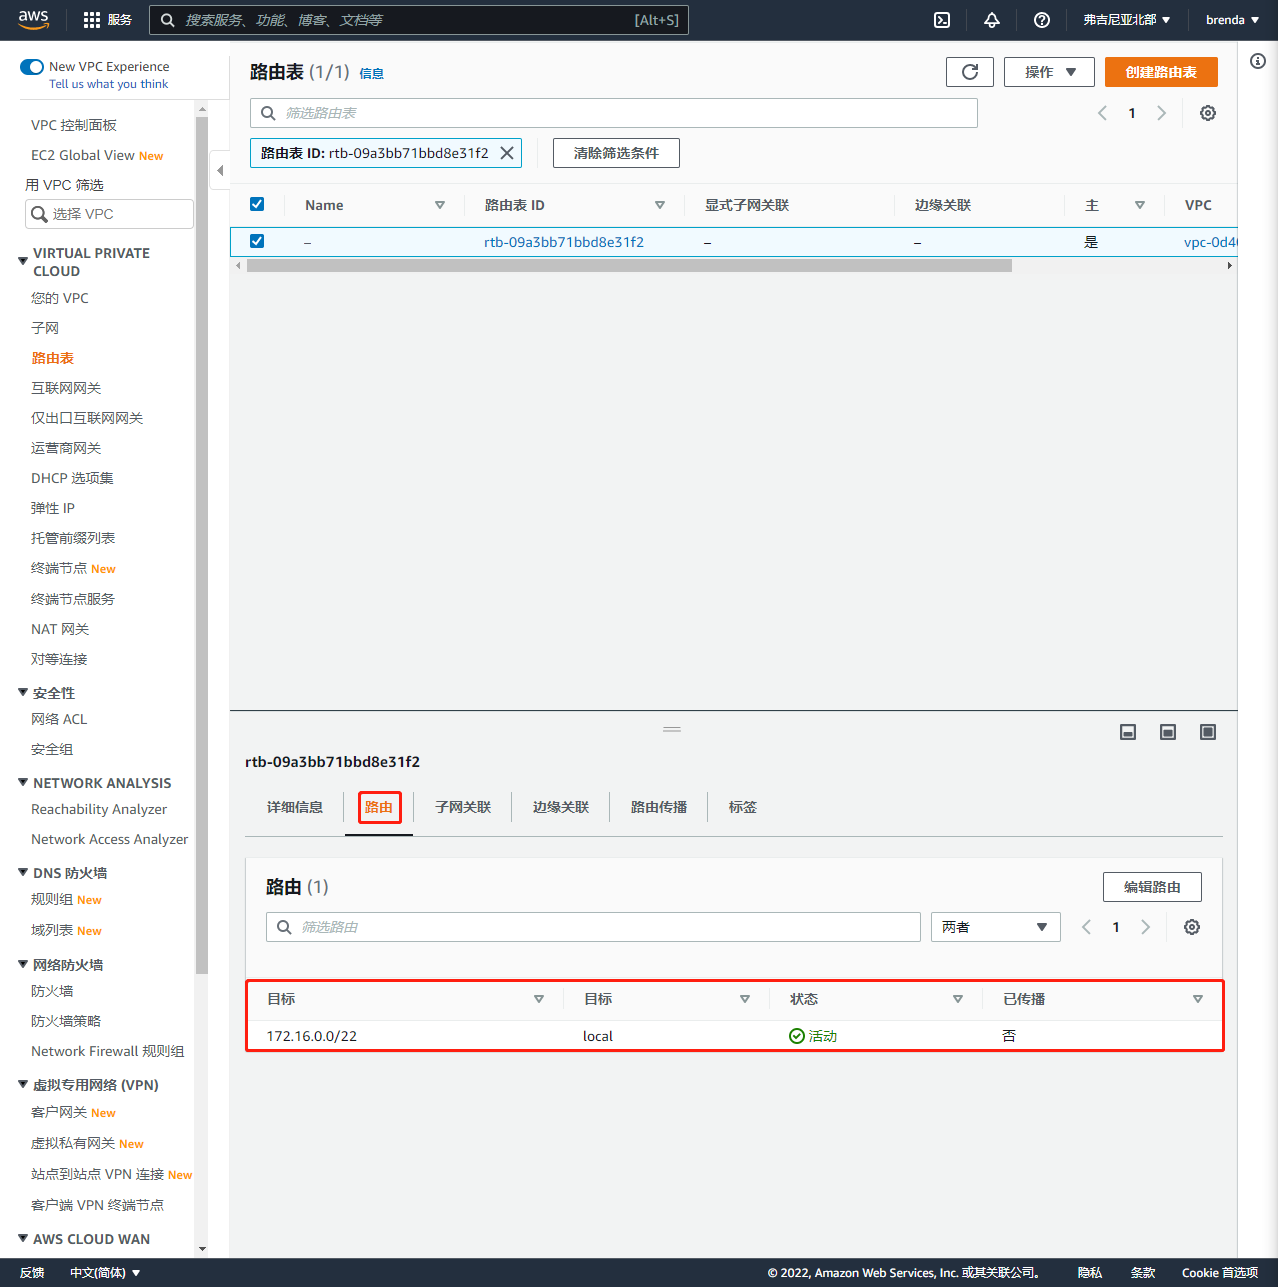 aws 服务 搜索服务、功能、博客、文档等 [Alt+S] 弗吉尼亚北部 brenda
New VPC Experience
Tell us what you think
VPC 控制面板
EC2 Global View New
用 VPC 筛选
选择 VPC
VIRTUAL PRIVATE
CLOUD
您的 VPC
子网
路由表
互联网网关
仅出口互联网网关
运营商网关
DHCP 选项集
弹性 IP
托管前缀列表
终端节点 New
终端节点服务
NAT 网关
对等连接
安全性
网络 ACL
安全组
NETWORK ANALYSIS
Reachability Analyzer
Network Access Analyzer
DNS 防火墙
规则组 New
域列表 New
网络防火墙
防火墙
防火墙策略
Network Firewall 规则组
虚拟专用网络 (VPN)
客户网关 New
虚拟私有网关 New
站点到站点 VPN 连接 New
客户端 VPN 终端节点
AWS CLOUD WAN
路由表 (1/1) 信息 操作 创建路由表
筛选路由表 1
路由表 ID: rtb-09a3bb71bbd8e31f2 清除筛选条件
Name 路由表 ID 显式子网关联 边缘关联 主 VPC
– rtb-09a3bb71bbd8e31f2 – – 是 vpc-0d4
rtb-09a3bb71bbd8e31f2
详细信息 路由 子网关联 边缘关联 路由传播 标签
路由 (1) 编辑路由
筛选路由 两者 1
目标 目标 状态 已传播
172.16.0.0/22 local 活动 否
反馈 中文(简体) © 2022, Amazon Web Services, Inc. 或其关联公司。 隐私 条款 Cookie 首选项